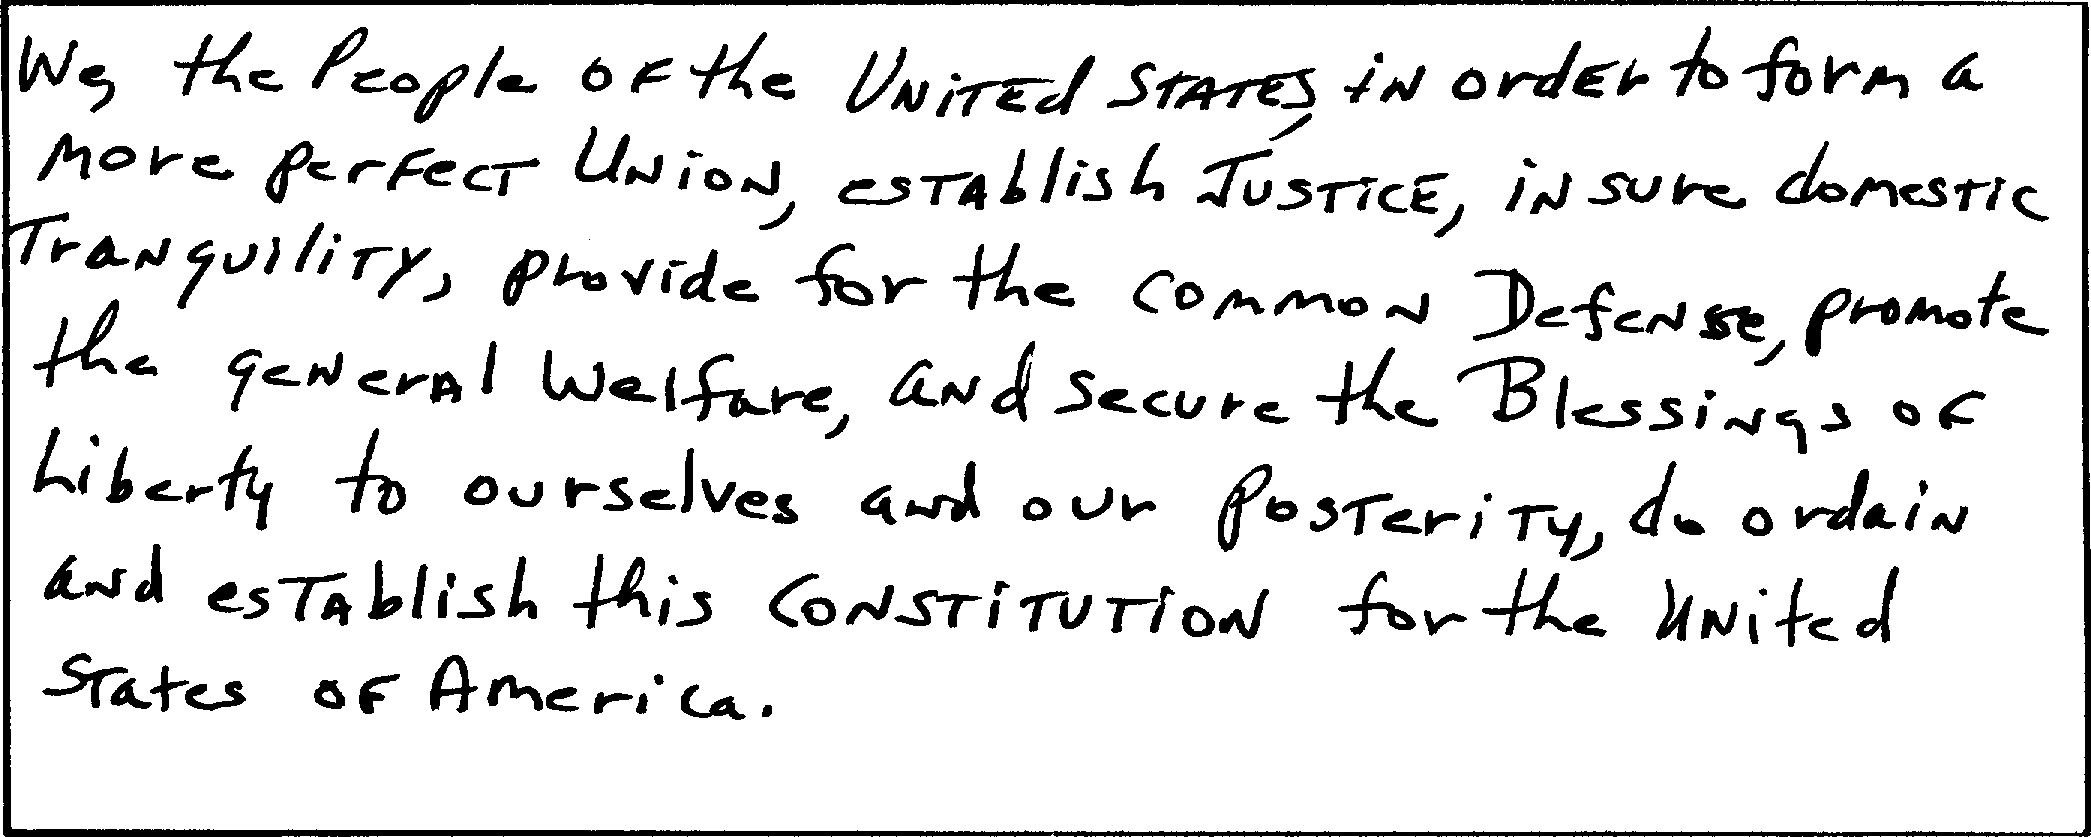 We, the People of the United States, in order to form a
more perfect Union, establish Justice, insure domestic
Tranquility, provide for the common Defense, promote
the general Welfare, and secure the Blessings of
Liberty to ourselves and our Posterity, do ordain
and establish this Constitution for the United
States of America.